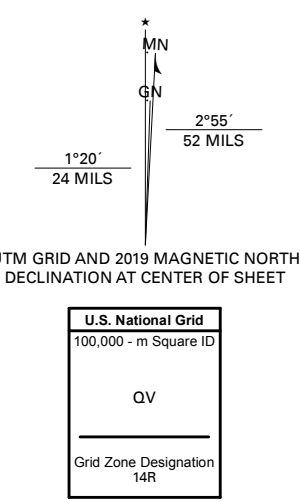 ★
MN
GN
2°55´
52 MILS
1°20´
24 MILS
UTM GRID AND 2019 MAGNETIC NORTH
DECLINATION AT CENTER OF SHEET
U.S. National Grid
100,000 - m Square ID
QV
Grid Zone Designation
14R